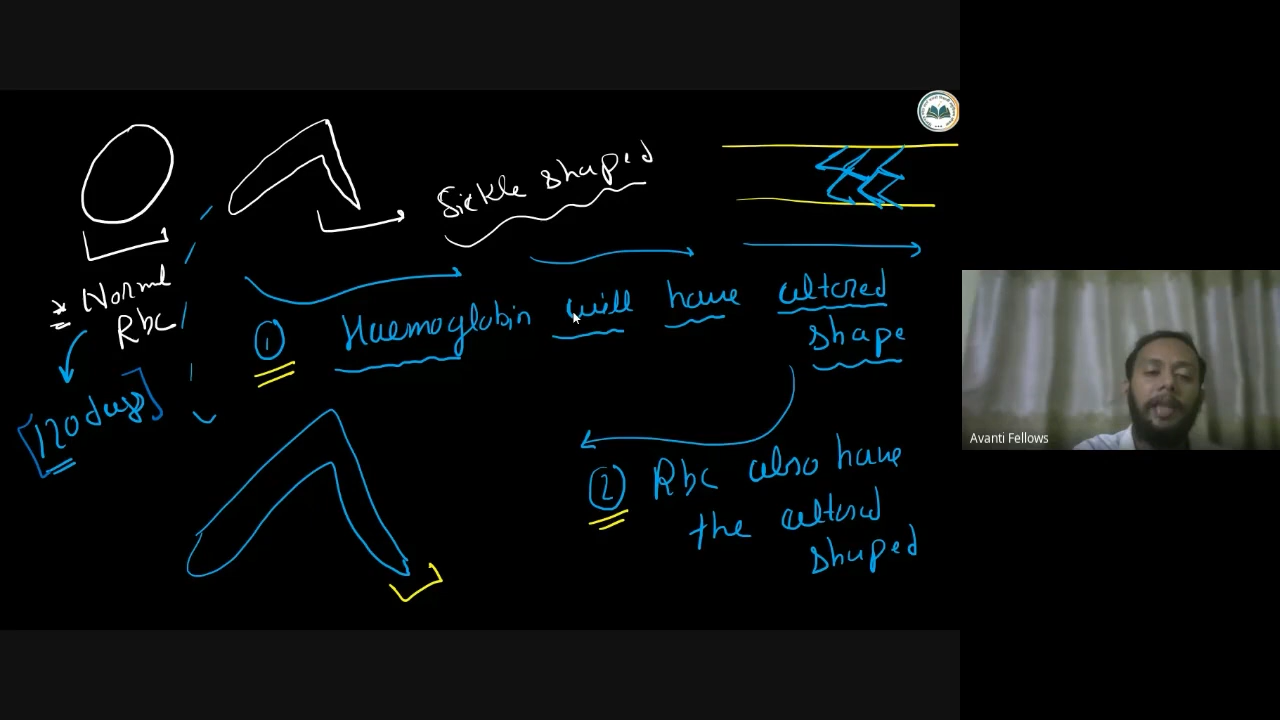 Sickle shaped
* Normal
Rbc
[120 days]
① Haemoglobin will have altered
shape
② Rbc also have
the altered
shaped
Avanti Fellows